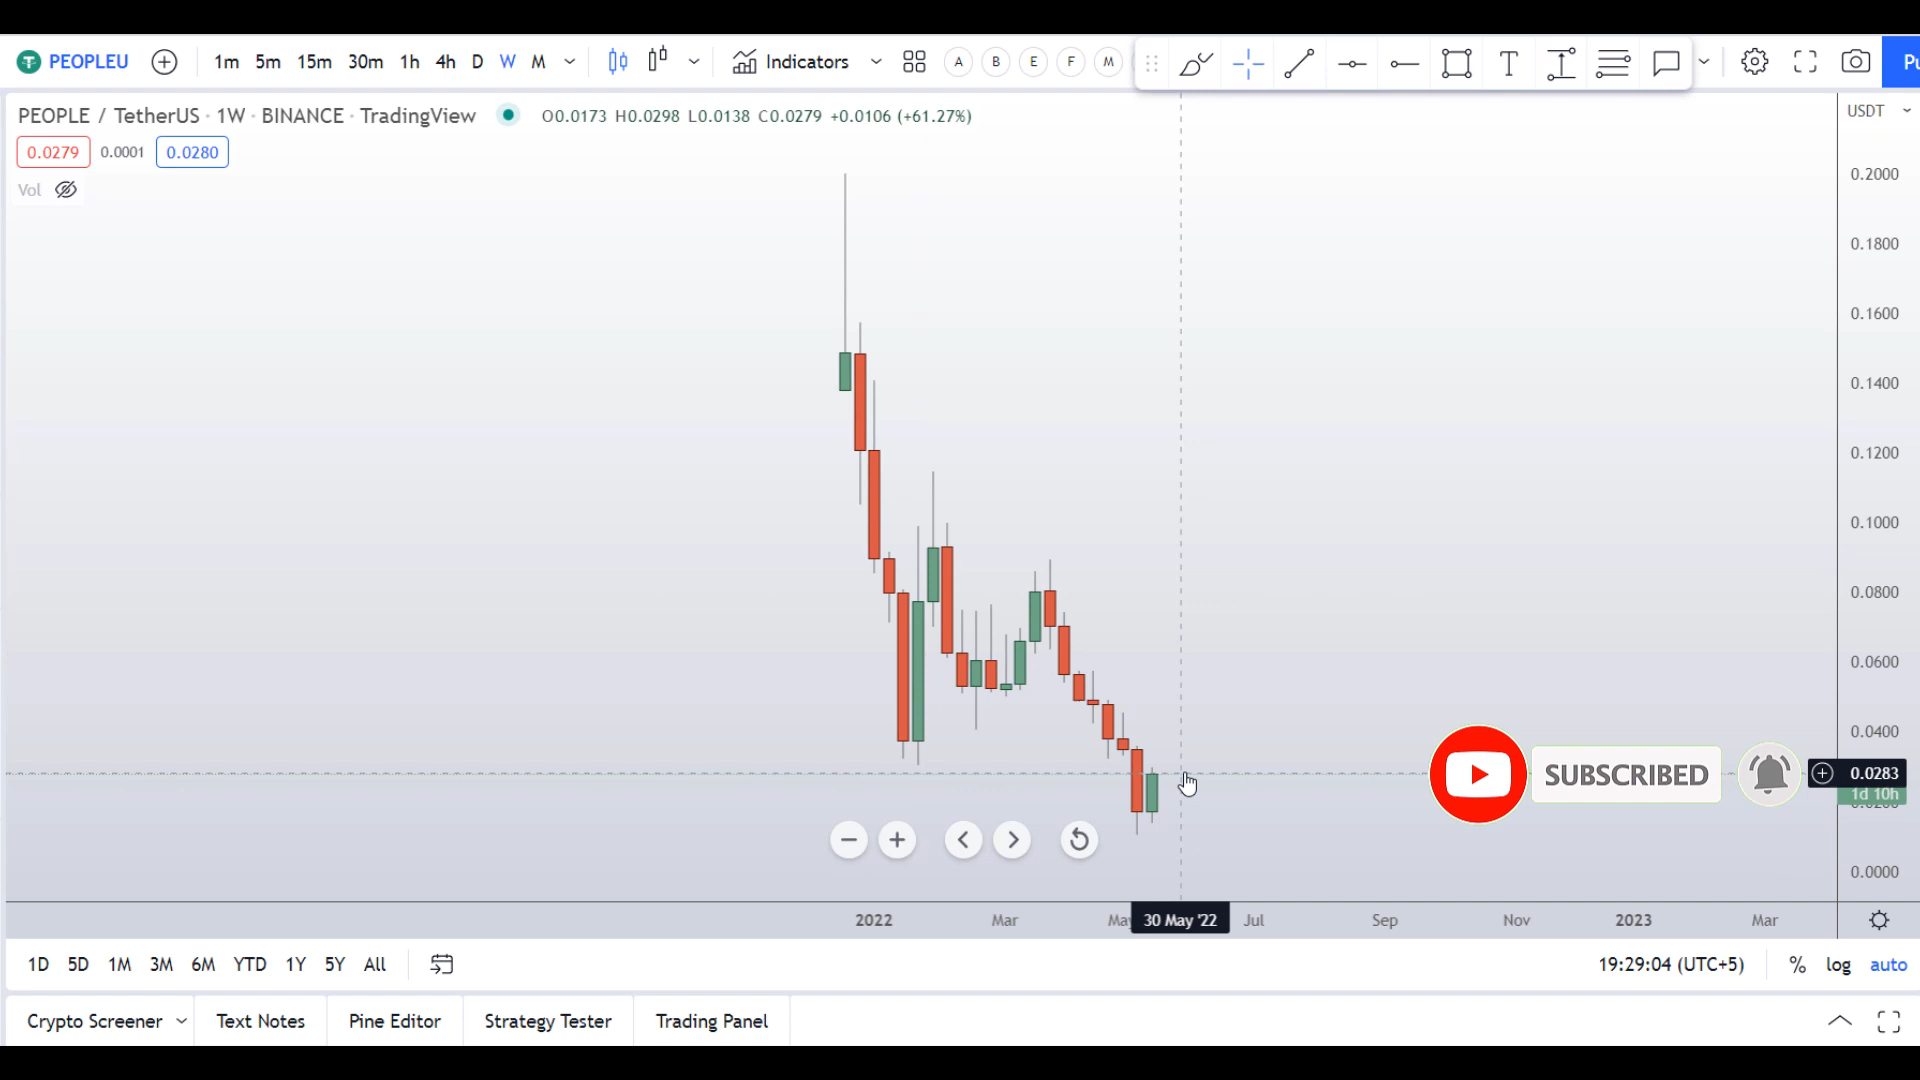 PEOPLEU 1m 5m 15m 30m 1h 4h D W M Indicators A B E F M T Pu
PEOPLE / TetherUS · 1W · BINANCE · TradingView O0.0173 H0.0298 L0.0138 C0.0279 +0.0106 (+61.27%) USDT
0.0279 0.0001 0.0280
Vol
0.2000
0.1800
0.1600
0.1400
0.1200
0.1000
0.0800
0.0600
0.0400
SUBSCRIBED
0.0283
1d 10h
0.0000
2022 Mar May 30 May '22 Jul Sep Nov 2023 Mar
1D 5D 1M 3M 6M YTD 1Y 5Y All 19:29:04 (UTC+5) % log auto
Crypto Screener Text Notes Pine Editor Strategy Tester Trading Panel